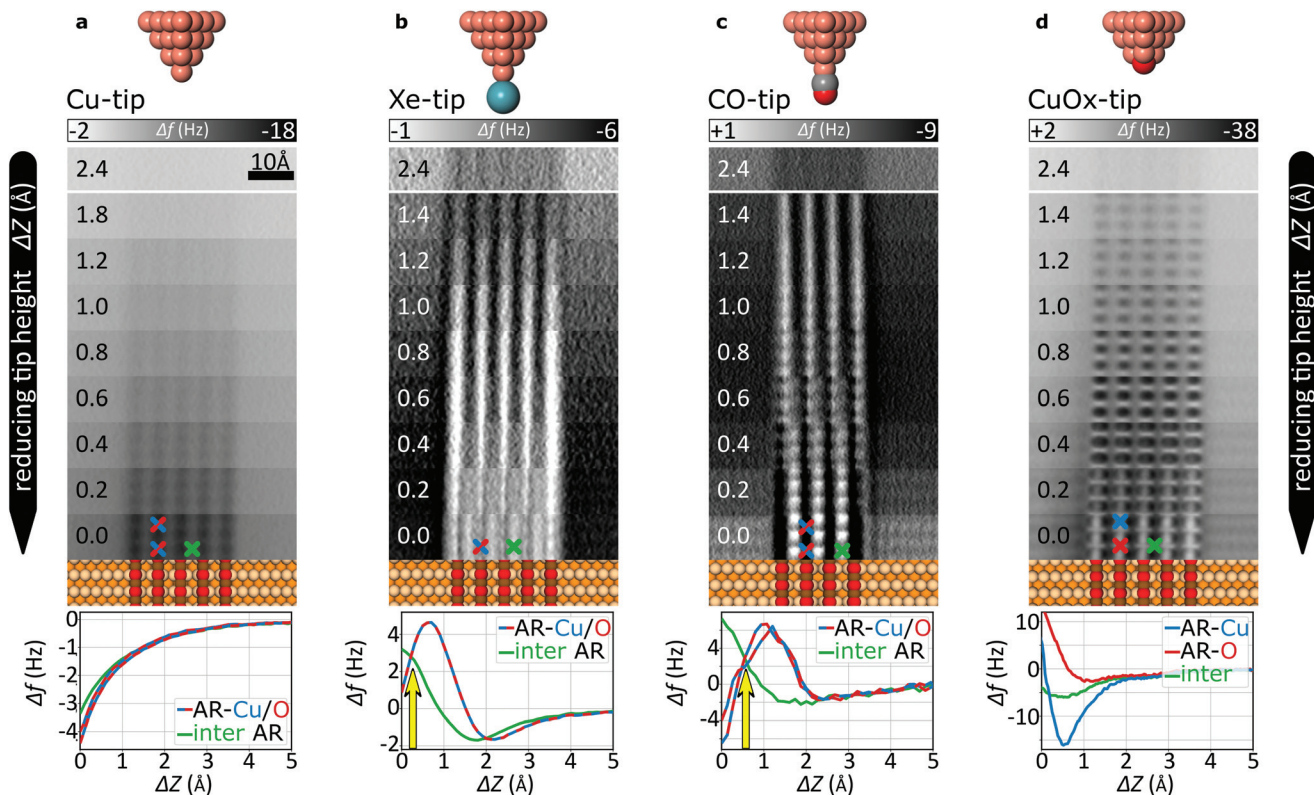 a
b
c
d
Cu-tip
Xe-tip
CO-tip
CuOx-tip
-2 Δf (Hz) -18
-1 Δf (Hz) -6
+1 Δf (Hz) -9
+2 Δf (Hz) -38
reducing tip height ΔZ (Å)
10Å
2.4
1.8
1.2
1.0
0.8
0.6
0.4
0.2
0.0
2.4
1.4
1.2
1.0
0.8
0.6
0.4
0.2
0.0
2.4
1.4
1.2
1.0
0.8
0.6
0.4
0.2
0.0
2.4
1.4
1.2
1.0
0.8
0.6
0.4
0.2
0.0
reducing tip height ΔZ (Å)
Δf (Hz)
0
-1
-2
-3
-4
AR-Cu/O
inter AR
0 1 2 3 4 5
ΔZ (Å)
Δf (Hz)
4
2
0
-2
AR-Cu/O
inter AR
0 1 2 3 4 5
ΔZ (Å)
Δf (Hz)
4
2
0
-2
4
AR-Cu/O
inter AR
0 1 2 3 4 5
ΔZ (Å)
Δf (Hz)
10
5
0
-5
-10
AR-Cu
AR-O
inter
0 1 2 3 4 5
ΔZ (Å)